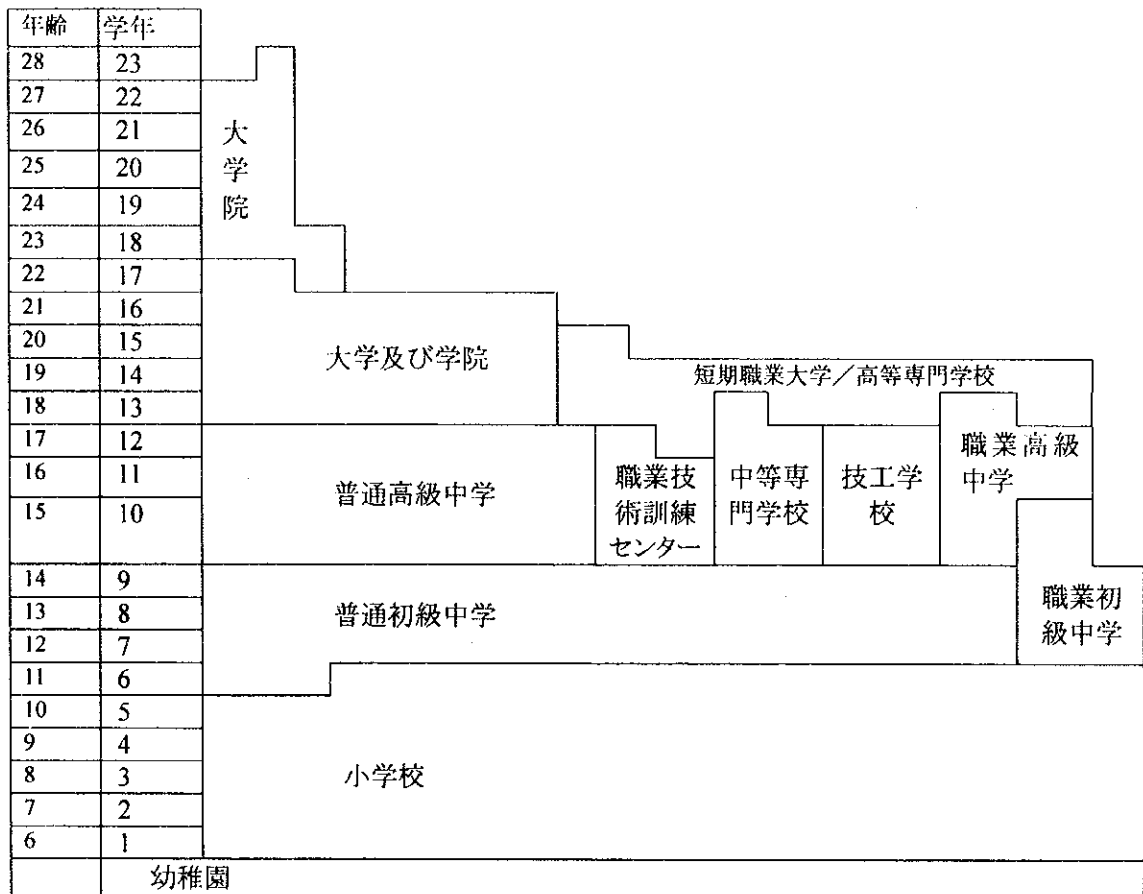 年齢 学年
28 23
27 22
26 21
25 20
24 19
23 18
22 17
21 16
20 15
19 14
18 13
17 12
16 11
15 10
14 9
13 8
12 7
11 6
10 5
9 4
8 3
7 2
6 1
大
学
院
大学及び学院
短期職業大学／高等専門学校
普通高級中学
職業技
術訓練
センター
中等専
門学校
技工学
校
職業高級
中学
普通初級中学
職業初
級中学
小学校
幼稚園